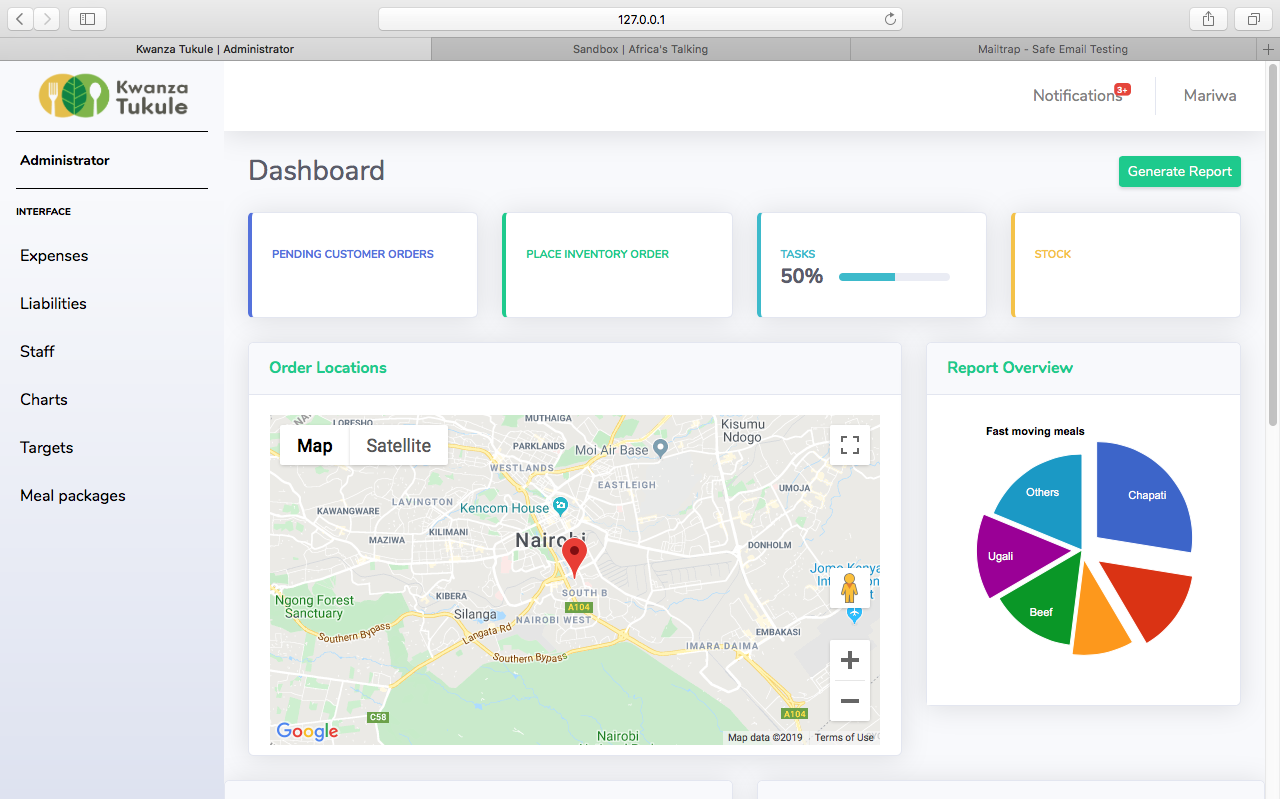 127.0.0.1
Kwanza Tukule | Administrator
Sandbox | Africa's Talking
Mailtrap - Safe Email Testing
Kwanza
Tukule
Notifications
3+
Mariwa
Administrator
INTERFACE
Expenses
Liabilities
Staff
Charts
Targets
Meal packages
Dashboard
Generate Report
PENDING CUSTOMER ORDERS
PLACE INVENTORY ORDER
TASKS
50%
STOCK
Order Locations
Map
Satellite
LORESHO
MUTHAIGA
Kisumu
Ndogo
PARKLANDS
Moi Air Base
WESTLANDS
EASTLEIGH
UMOJA
LAVINGTON
Kencom House
KAWANGWARE
KILIMANI
MAZIWA
Nairobi
DONHOLM
Jomo Kenya
KIBERA
SOUTH B
Ngong Forest
Sanctuary
A104
Silanga
NAIROBI WEST
Southern Bypass
Langata Rd
EMBAKASI
IMARA DAIMA
Southern Bypass
C58
A104
Nairobi
Google
Map data ©2019
Terms of Use
Report Overview
Fast moving meals
Others
Chapati
Ugali
Beef